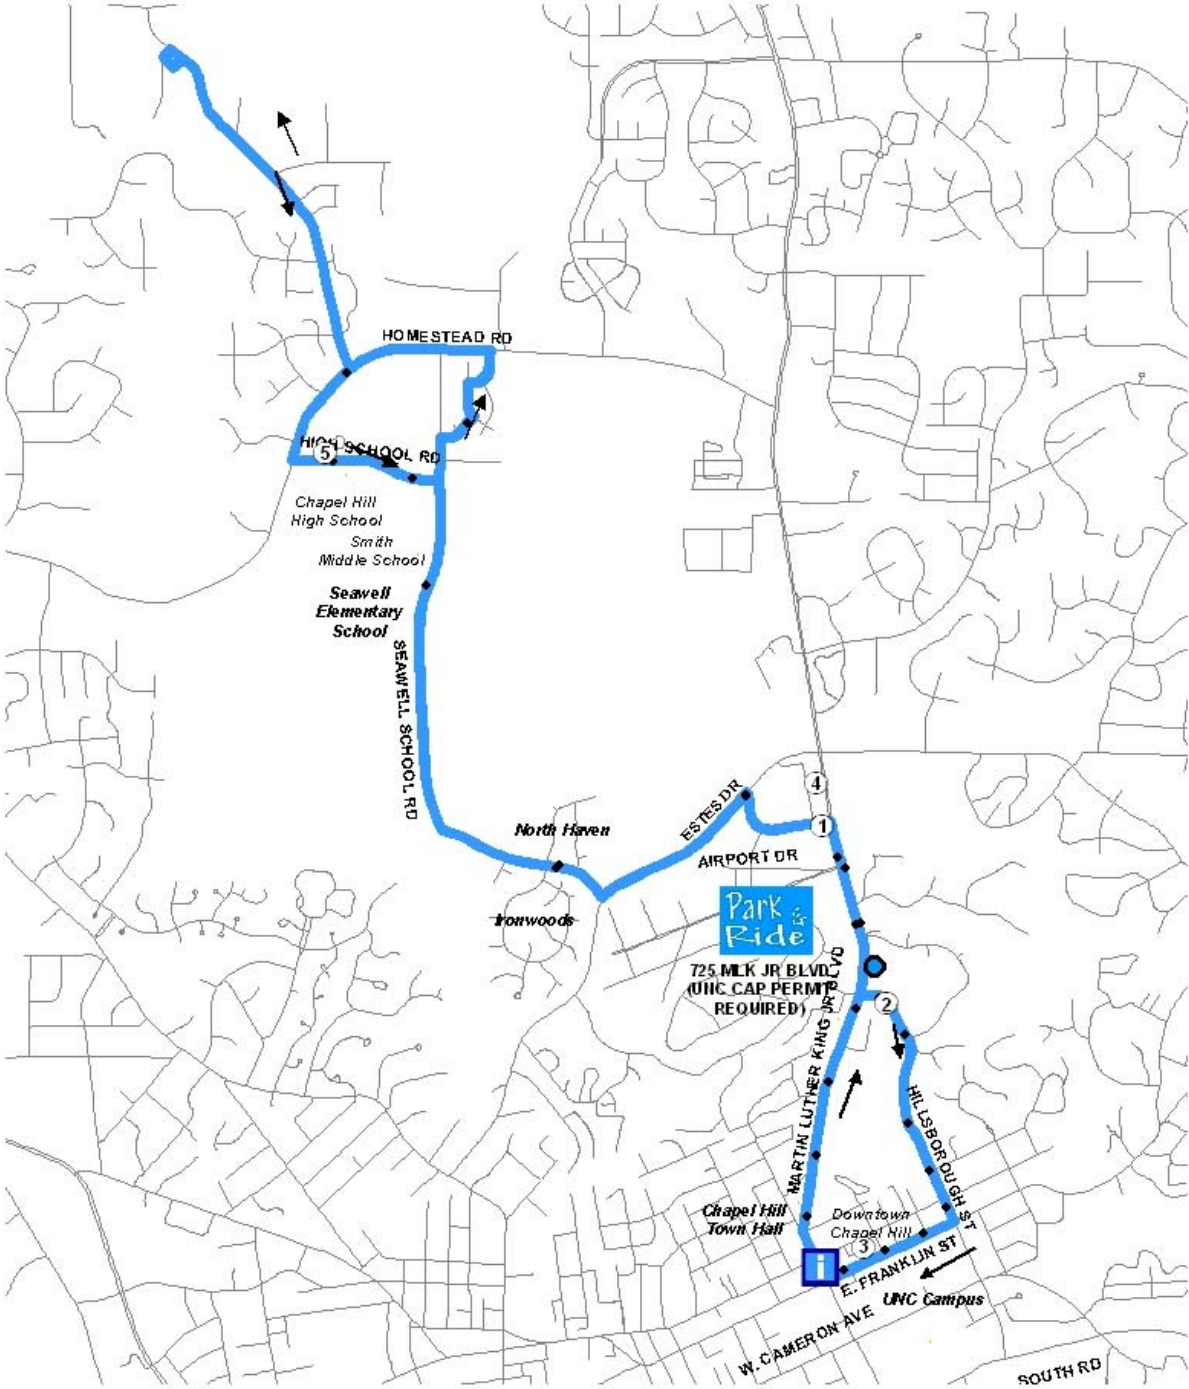 HOMESTEAD RD
HIGH SCHOOL RD
5
Chapel Hill
High School
Smith
Middle School
Seawell
Elementary
School
SEAWELL SCHOOL RD
4
ESTES DR
1
North Haven
AIRPORT DR
Park &
Ride
Ironwoods
725 MLK JR BLVD
(UNC CAP PERMIT
REQUIRED)
2
MARTIN LUTHER KING JR BLVD
HILLSBOROUGH ST
Chapel Hill
Town Hall
Downtown
Chapel Hill
3
i
E. FRANKLIN ST
UNC Campus
W. CAMERON AVE
SOUTH RD